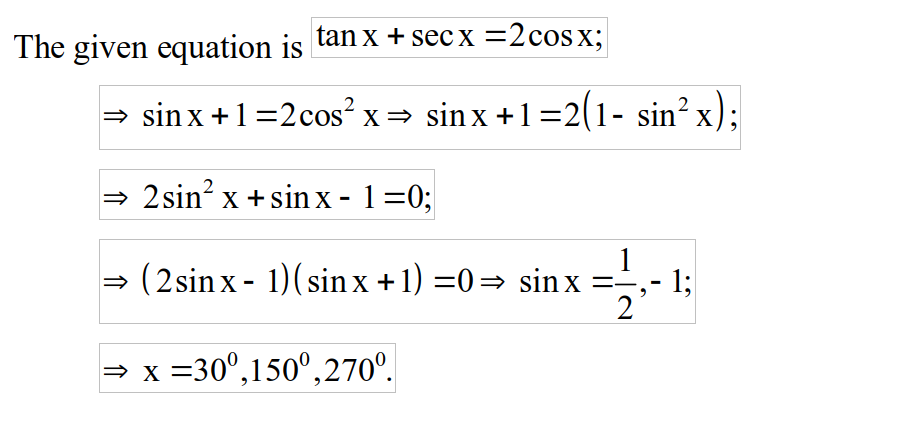 The given equation is tan x + sec x = 2cos x;
⇒ sin x + 1 = 2cos² x ⇒ sin x + 1 = 2(1 - sin² x);
⇒ 2sin² x + sin x - 1 = 0;
⇒ (2sin x - 1)(sin x + 1) = 0 ⇒ sin x = 1/2, - 1;
⇒ x = 30⁰, 150⁰, 270⁰.